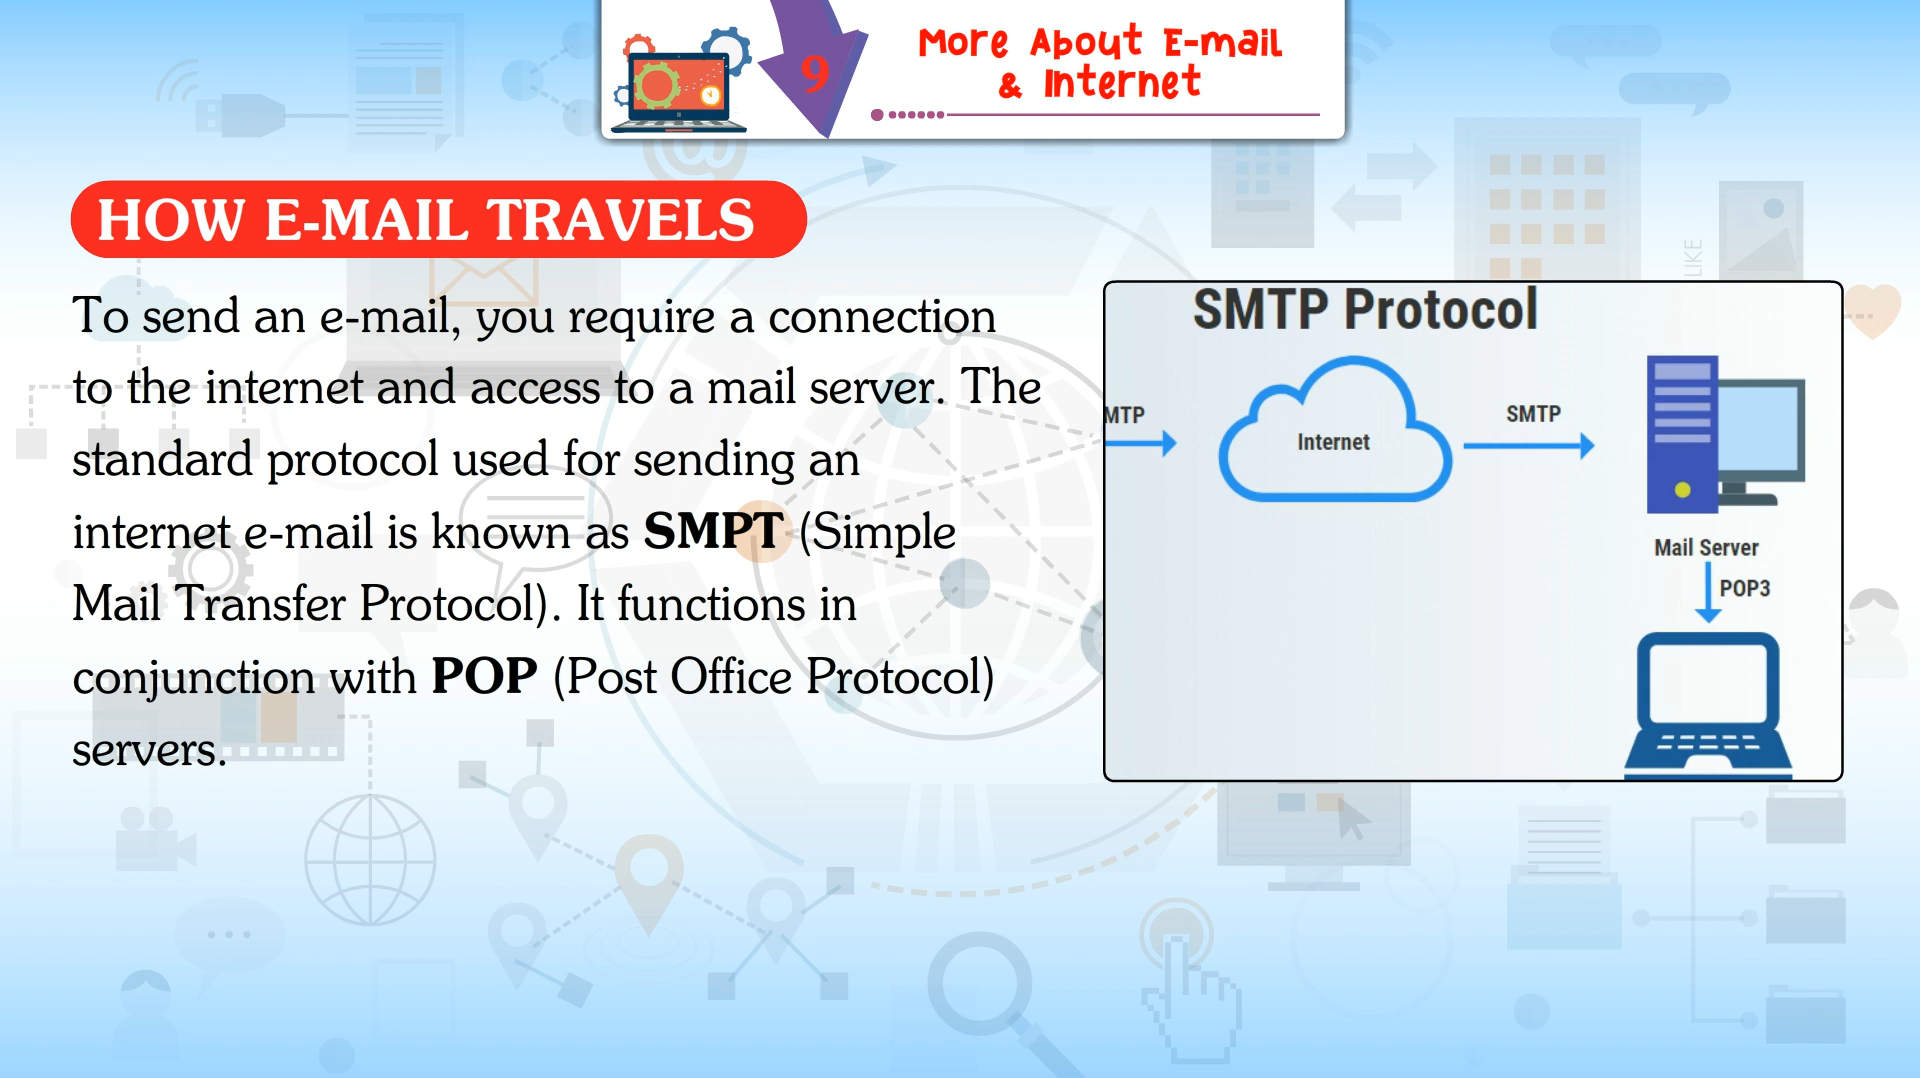 9
More About E-mail
& Internet
HOW E-MAIL TRAVELS
To send an e-mail, you require a connection
to the internet and access to a mail server. The
standard protocol used for sending an
internet e-mail is known as SMPT (Simple
Mail Transfer Protocol). It functions in
conjunction with POP (Post Office Protocol)
servers.
SMTP Protocol
MTP
Internet
SMTP
Mail Server
POP3
LIKE
@